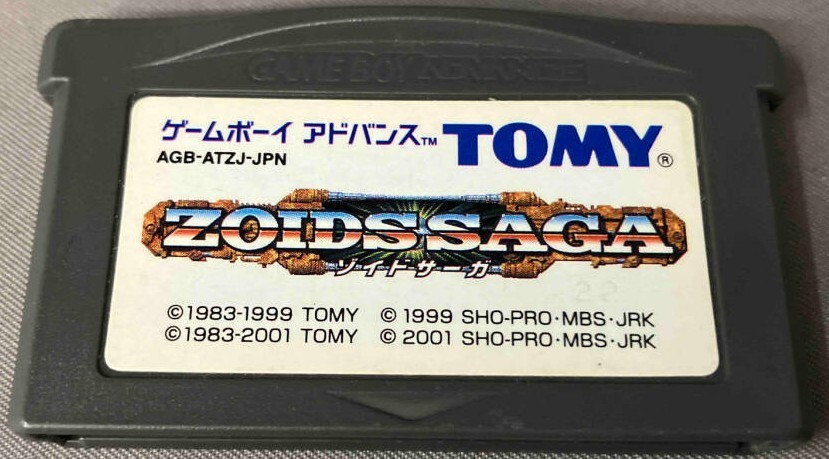 GAME BOY ADVANCE
ゲームボーイ アドバンス™ TOMY®
AGB-ATZJ-JPN
ZOIDS SAGA
ゾイドサーガ
©1983-1999 TOMY © 1999 SHO-PRO・MBS・JRK
©1983-2001 TOMY © 2001 SHO-PRO・MBS・JRK